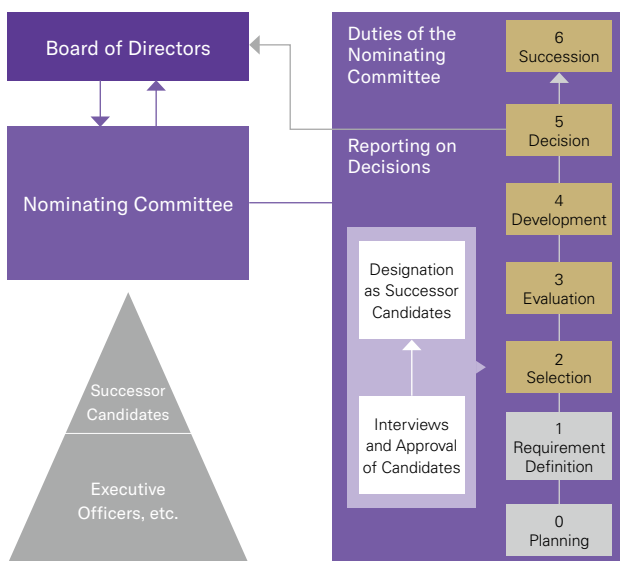 Board of Directors
Nominating Committee
Successor
Candidates
Executive
Officers, etc.
Duties of the
Nominating
Committee
Reporting on
Decisions
Designation
as Successor
Candidates
Interviews
and Approval
of Candidates
6
Succession
5
Decision
4
Development
3
Evaluation
2
Selection
1
Requirement
Definition
0
Planning